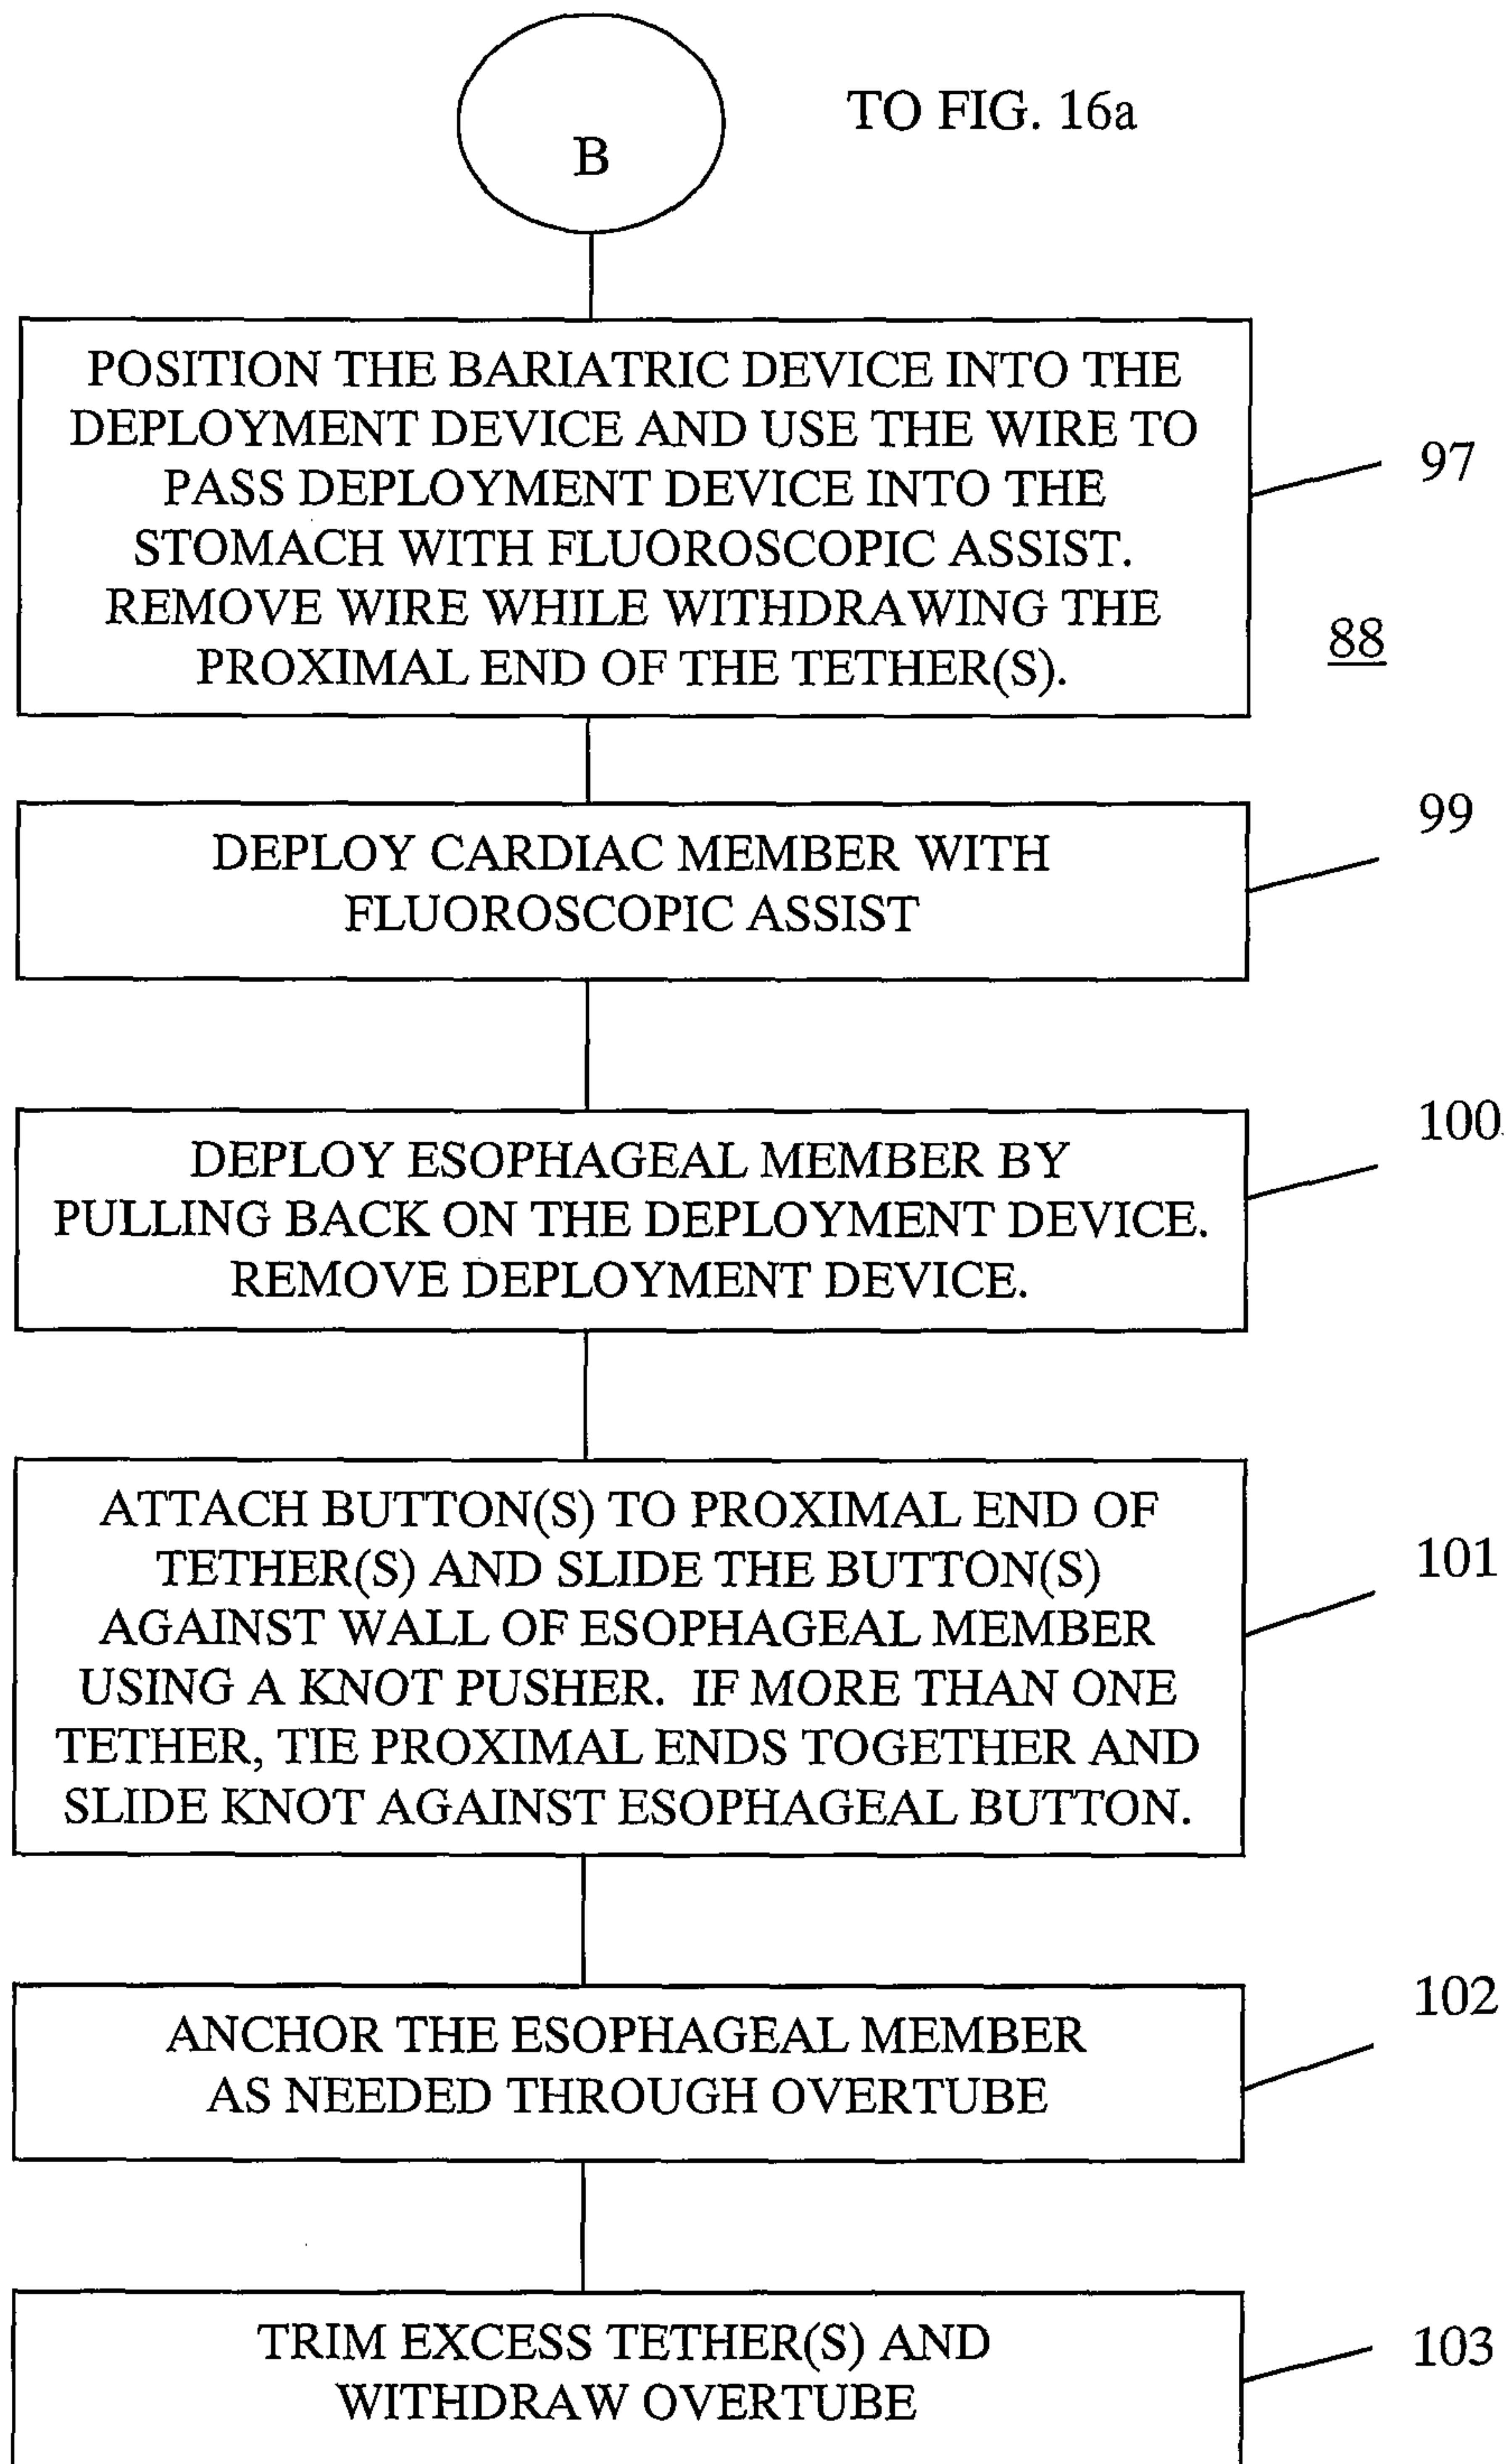 B
TO FIG. 16a
POSITION THE BARIATRIC DEVICE INTO THE
DEPLOYMENT DEVICE AND USE THE WIRE TO
PASS DEPLOYMENT DEVICE INTO THE
STOMACH WITH FLUOROSCOPIC ASSIST.
REMOVE WIRE WHILE WITHDRAWING THE
PROXIMAL END OF THE TETHER(S).
97
88
DEPLOY CARDIAC MEMBER WITH
FLUOROSCOPIC ASSIST
99
DEPLOY ESOPHAGEAL MEMBER BY
PULLING BACK ON THE DEPLOYMENT DEVICE.
REMOVE DEPLOYMENT DEVICE.
100
ATTACH BUTTON(S) TO PROXIMAL END OF
TETHER(S) AND SLIDE THE BUTTON(S)
AGAINST WALL OF ESOPHAGEAL MEMBER
USING A KNOT PUSHER. IF MORE THAN ONE
TETHER, TIE PROXIMAL ENDS TOGETHER AND
SLIDE KNOT AGAINST ESOPHAGEAL BUTTON.
101
ANCHOR THE ESOPHAGEAL MEMBER
AS NEEDED THROUGH OVERTUBE
102
TRIM EXCESS TETHER(S) AND
WITHDRAW OVERTUBE
103